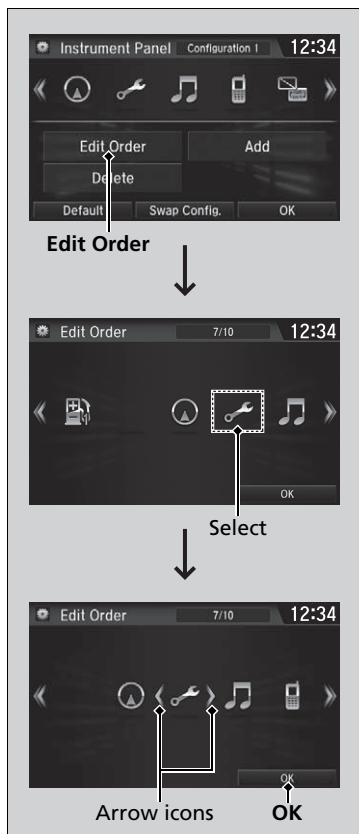 Instrument Panel Configuration 1 12:34
Edit Order Add
Delete
Default Swap Config. OK
Edit Order
Edit Order 7/10 12:34
OK
Select
Edit Order 7/10 12:34
OK
Arrow icons OK